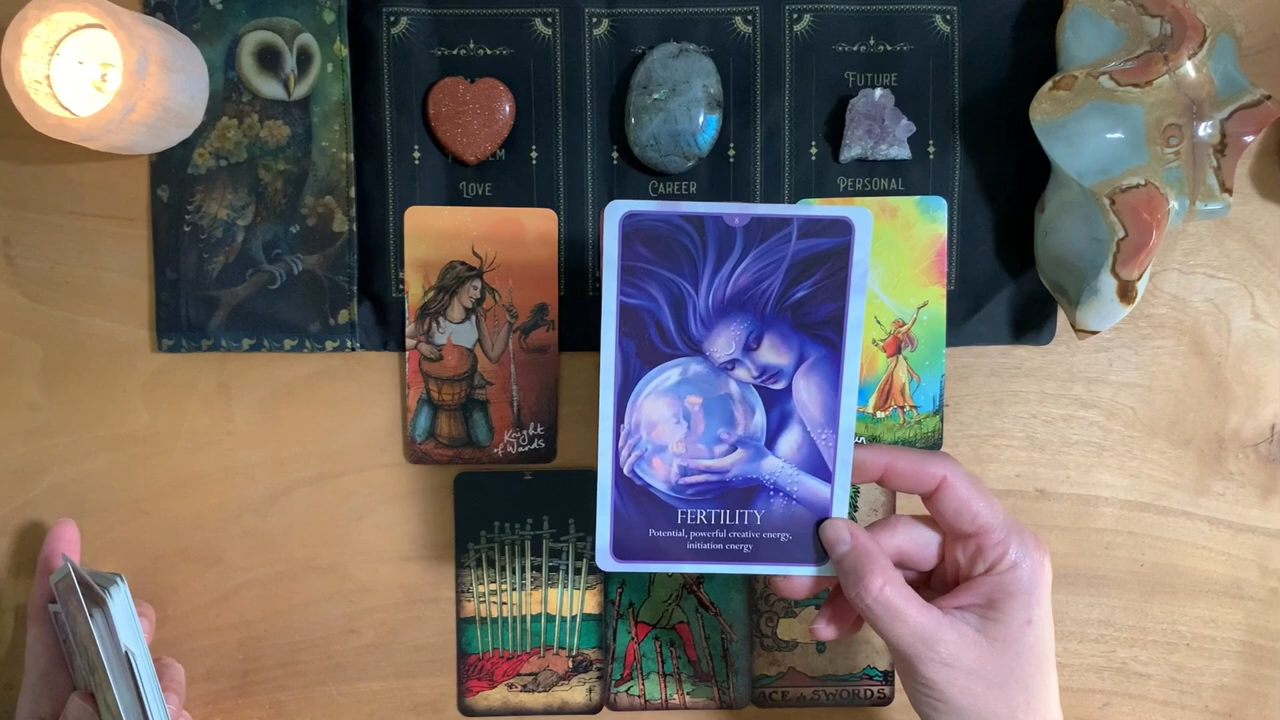 FUTURE
LOVE
CAREER
PERSONAL
8
Knight
of Wands
FERTILITY
Potential, powerful creative energy,
initiation energy
X
ACE of SWORDS